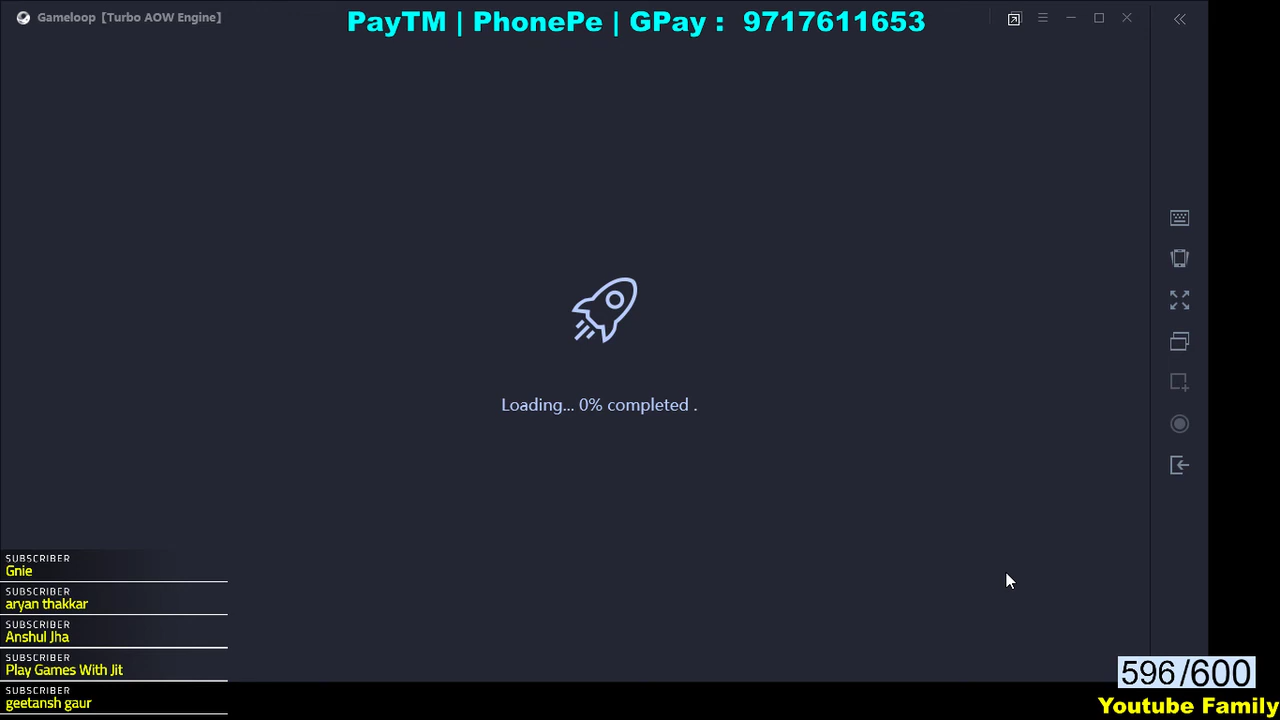 Gameloop [Turbo AOW Engine]
PayTM | PhonePe | GPay : 9717611653
Loading... 0% completed .
SUBSCRIBER
Gnie
SUBSCRIBER
aryan thakkar
SUBSCRIBER
Anshul Jha
SUBSCRIBER
Play Games With Jit
SUBSCRIBER
geetansh gaur
596/600
Youtube Family